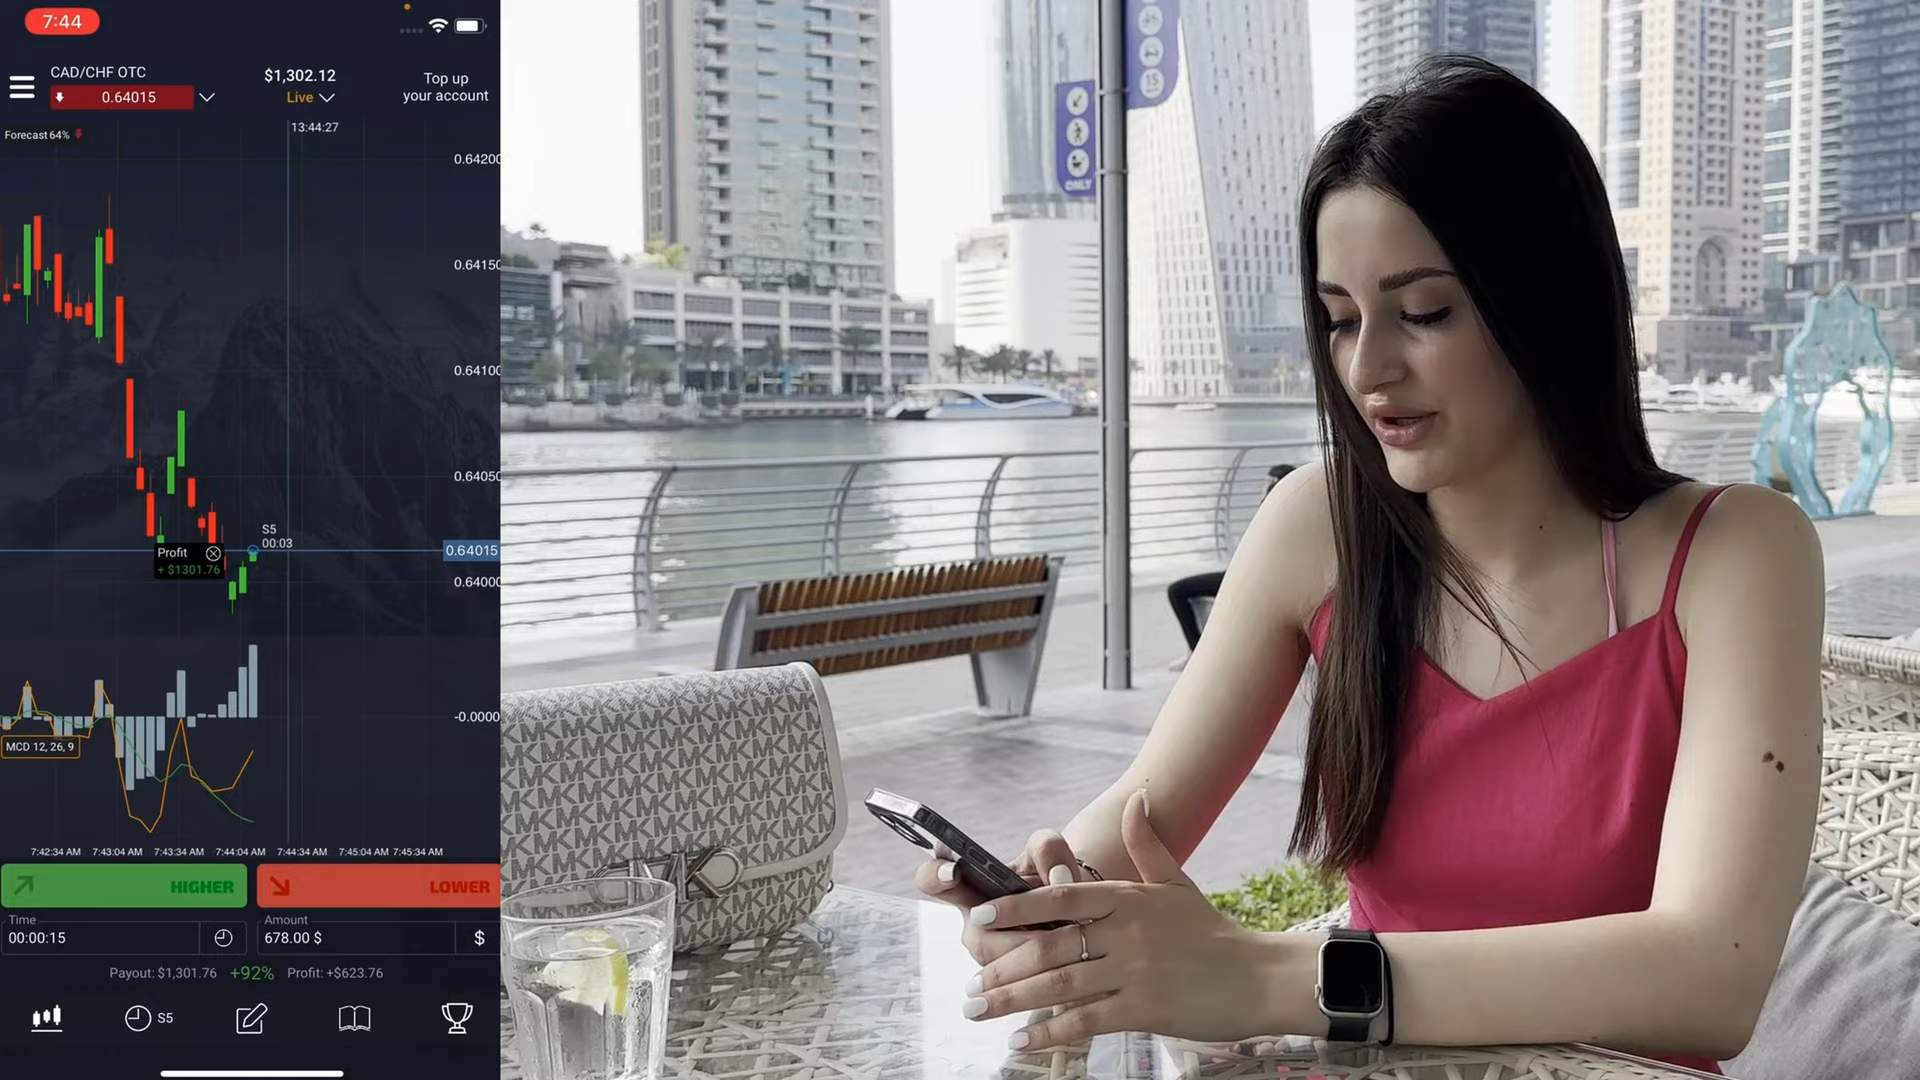 7:44
CAD/CHF OTC
0.64015
$1,302.12
Live
Top up
your account
Forecast 64%
13:44:27
0.64200
0.64150
0.64100
0.64050
S5
00:03
Profit
+ $1301.76
0.64015
0.64000
-0.0000
MCD 12, 26, 9
7:42:34 AM 7:43:04 AM 7:43:34 AM 7:44:04 AM 7:44:34 AM 7:45:04 AM 7:45:34 AM
HIGHER
LOWER
Time
00:00:15
Amount
678.00 $
$
Payout: $1,301.76 +92% Profit: +$623.76
S5
ONLY
15
MK